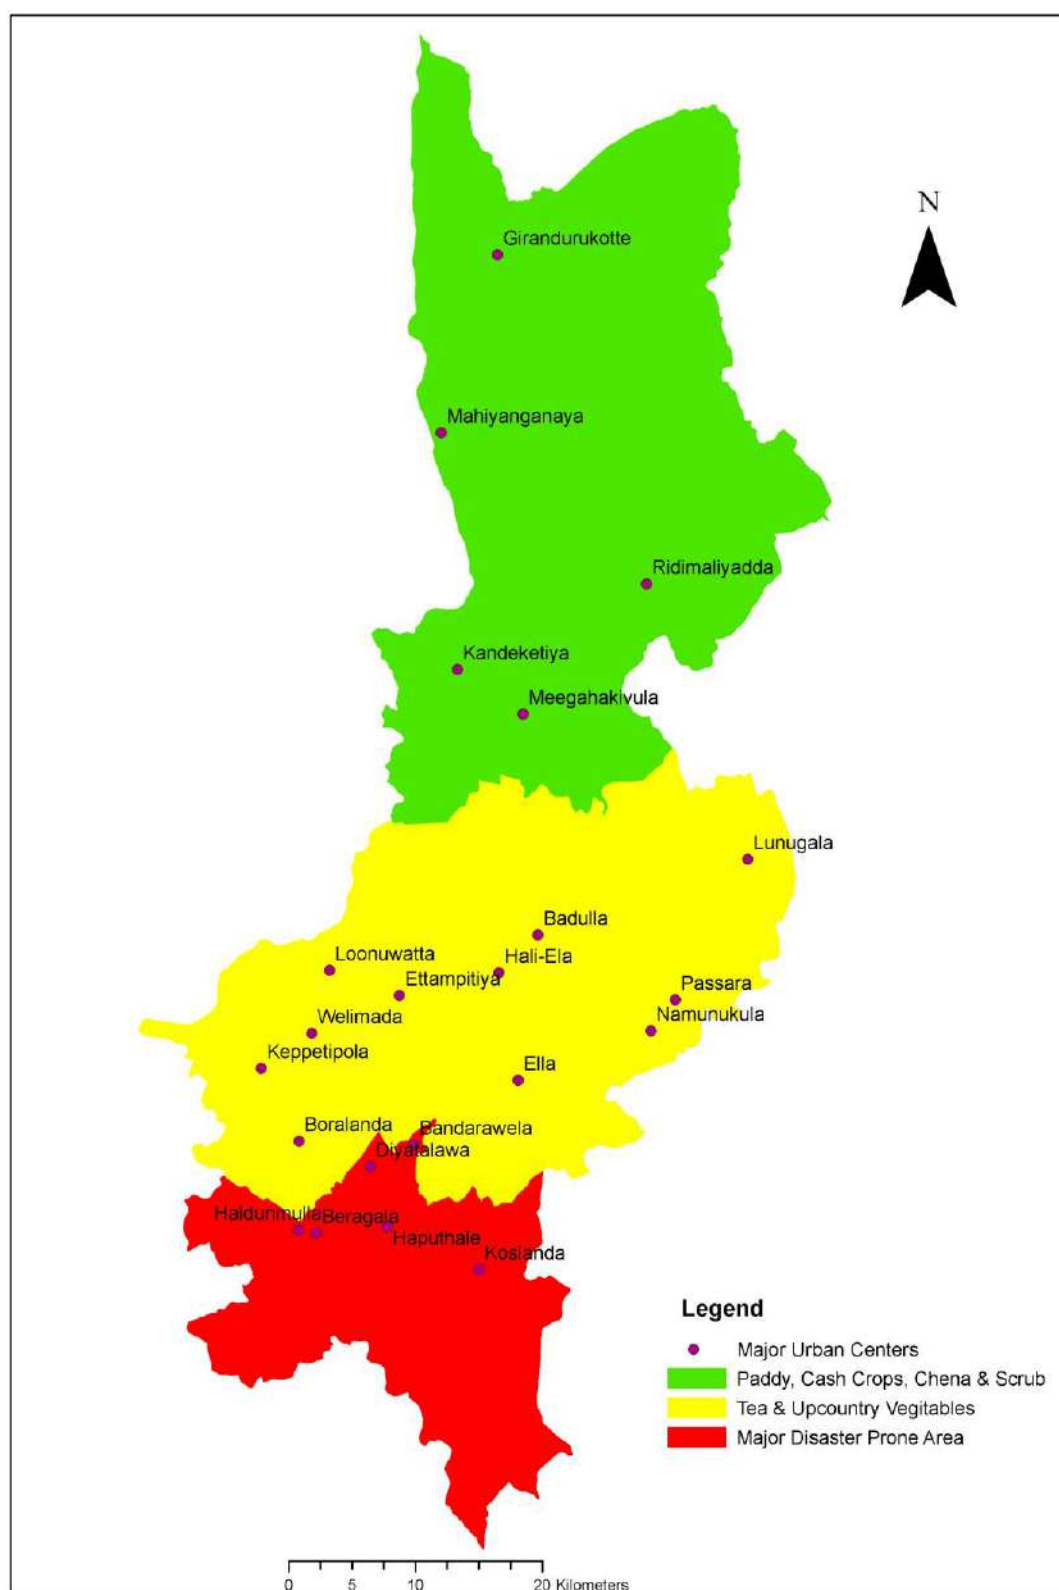 N
Girandurukotte
Mahiyanganaya
Ridimaliyadda
Kandeketiya
Meegahakivula
Lunugala
Badulla
Loonuwatta
Hali-Ela
Ettampitiya
Passara
Welimada
Namunukula
Keppetipola
Ella
Boralanda
Bandarawela
Diyatalawa
Haldunmulla
Beragala
Haputhale
Koslanda
Legend
Major Urban Centers
Paddy, Cash Crops, Chena & Scrub
Tea & Upcountry Vegitables
Major Disaster Prone Area
0 5 10 20 Kilometers